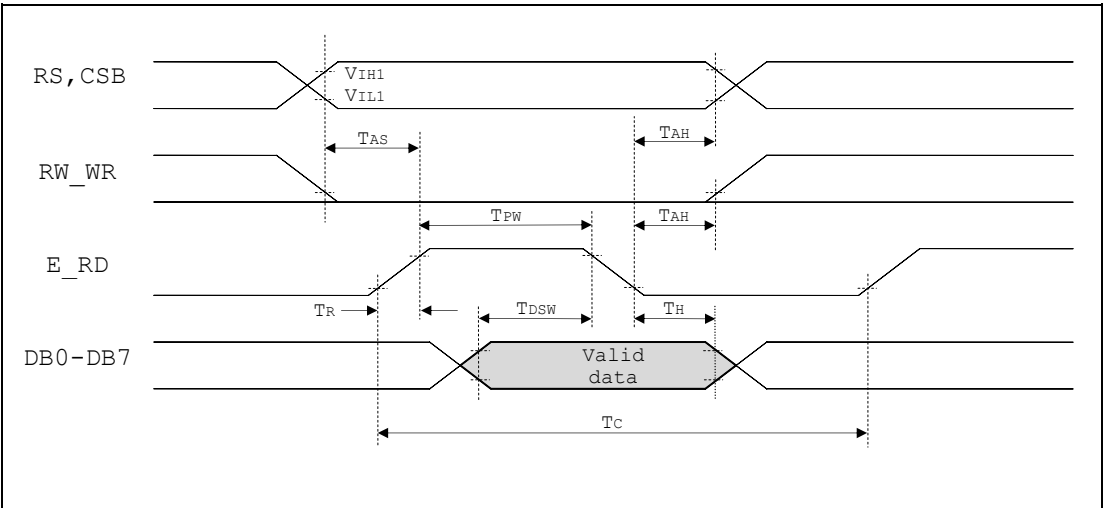 RS,CSB
VIH1
VIL1
TAS
TAH
RW_WR
TPW
TAH
E_RD
TR
TDSW
TH
DB0-DB7
Valid
data
TC